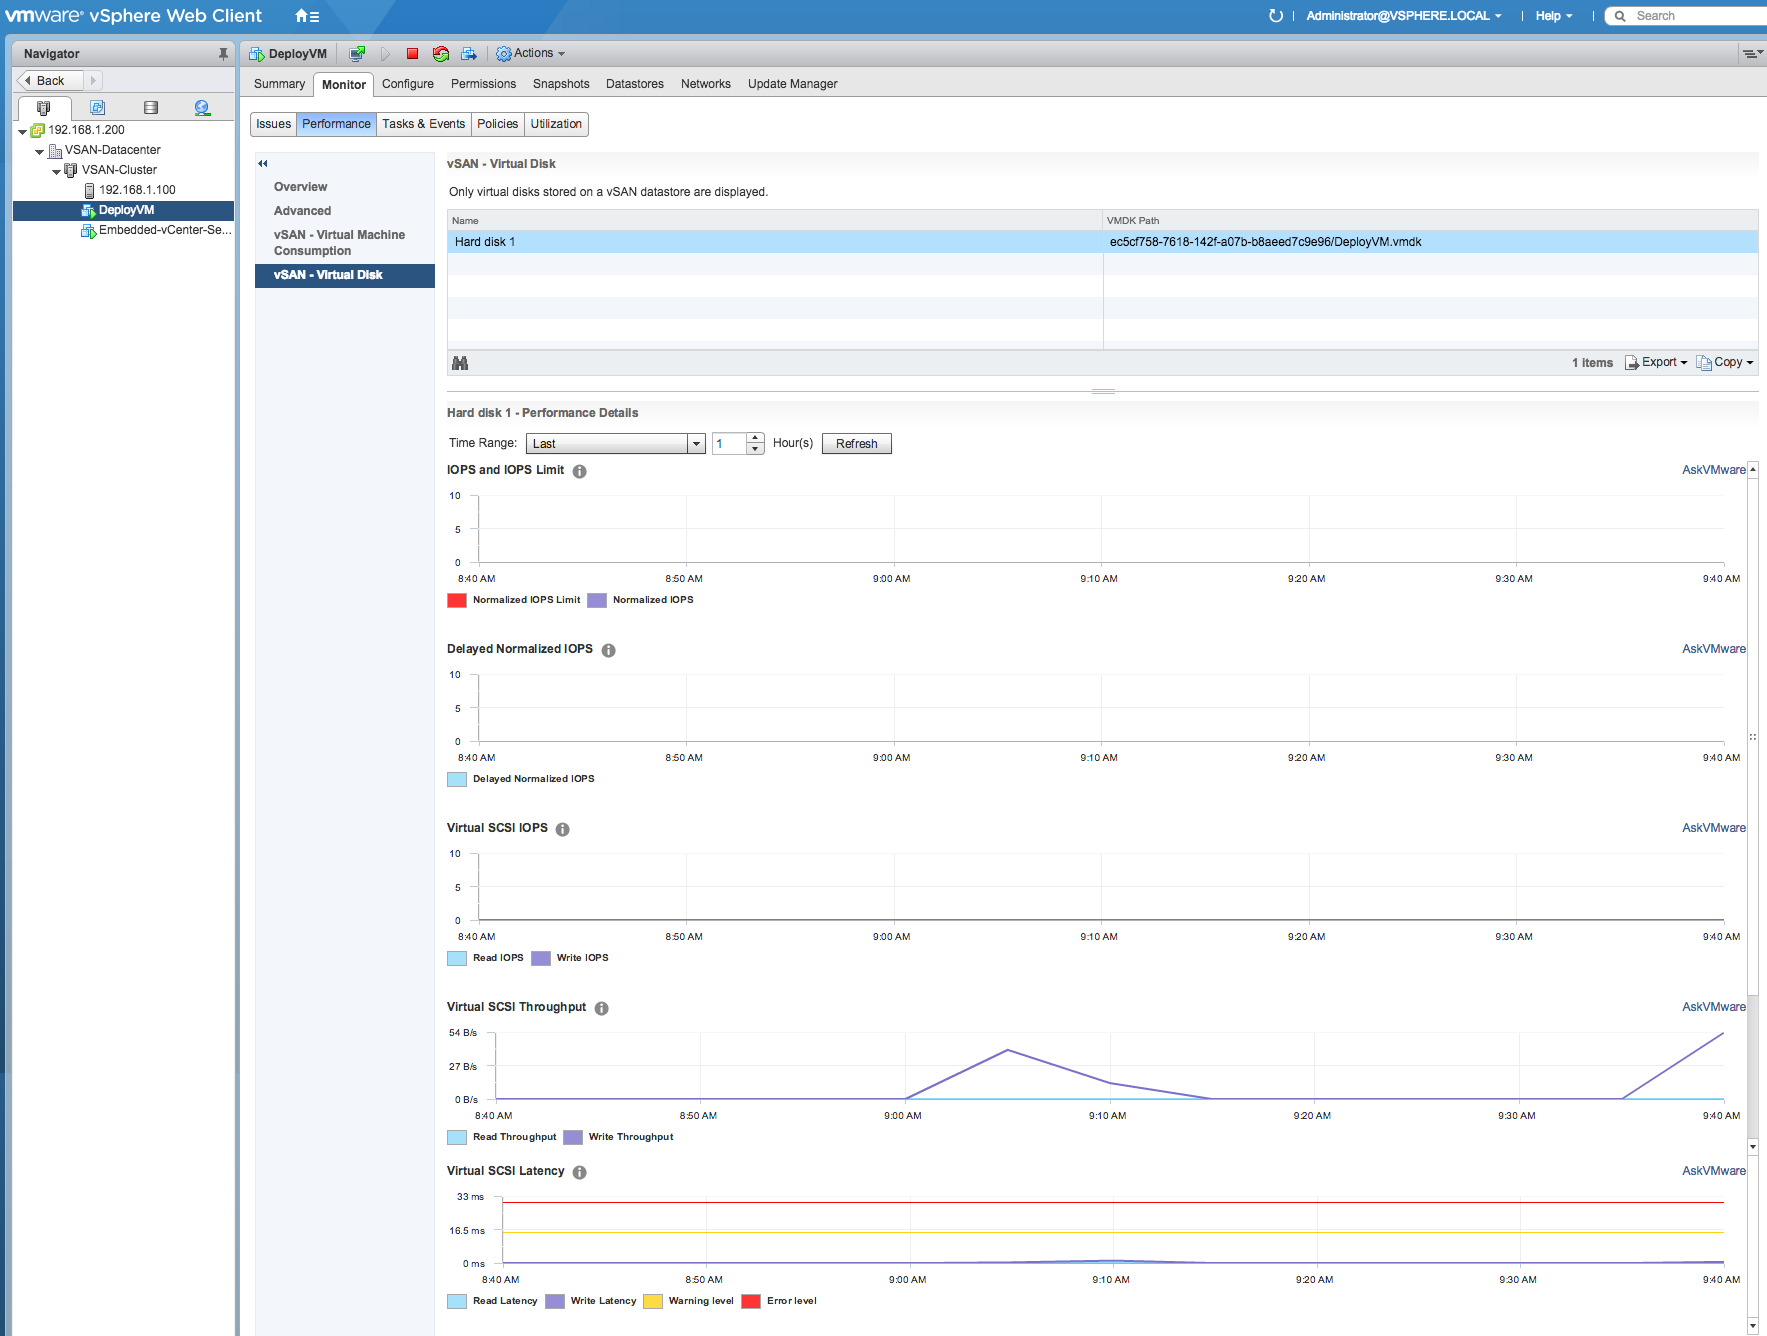 vmware® vSphere Web Client
Administrator@VSPHERE.LOCAL
Help
Search
Navigator
Back
192.168.1.200
VSAN-Datacenter
VSAN-Cluster
192.168.1.100
DeployVM
Embedded-vCenter-Se...
DeployVM
Actions
Summary Monitor Configure Permissions Snapshots Datastores Networks Update Manager
Issues Performance Tasks & Events Policies Utilization
Overview
Advanced
vSAN - Virtual Machine
Consumption
vSAN - Virtual Disk
vSAN - Virtual Disk
Only virtual disks stored on a vSAN datastore are displayed.
Name VMDK Path
Hard disk 1 ec5cf758-7618-142f-a07b-b8aeed7c9e96/DeployVM.vmdk
1 items Export Copy
Hard disk 1 - Performance Details
Time Range: Last 1 Hour(s) Refresh
IOPS and IOPS Limit AskVMware
10
5
0
8:40 AM 8:50 AM 9:00 AM 9:10 AM 9:20 AM 9:30 AM 9:40 AM
Normalized IOPS Limit Normalized IOPS
Delayed Normalized IOPS AskVMware
10
5
0
8:40 AM 8:50 AM 9:00 AM 9:10 AM 9:20 AM 9:30 AM 9:40 AM
Delayed Normalized IOPS
Virtual SCSI IOPS AskVMware
10
5
0
8:40 AM 8:50 AM 9:00 AM 9:10 AM 9:20 AM 9:30 AM 9:40 AM
Read IOPS Write IOPS
Virtual SCSI Throughput AskVMware
54 B/s
27 B/s
0 B/s
8:40 AM 8:50 AM 9:00 AM 9:10 AM 9:20 AM 9:30 AM 9:40 AM
Read Throughput Write Throughput
Virtual SCSI Latency AskVMware
33 ms
16.5 ms
0 ms
8:40 AM 8:50 AM 9:00 AM 9:10 AM 9:20 AM 9:30 AM 9:40 AM
Read Latency Write Latency Warning level Error level